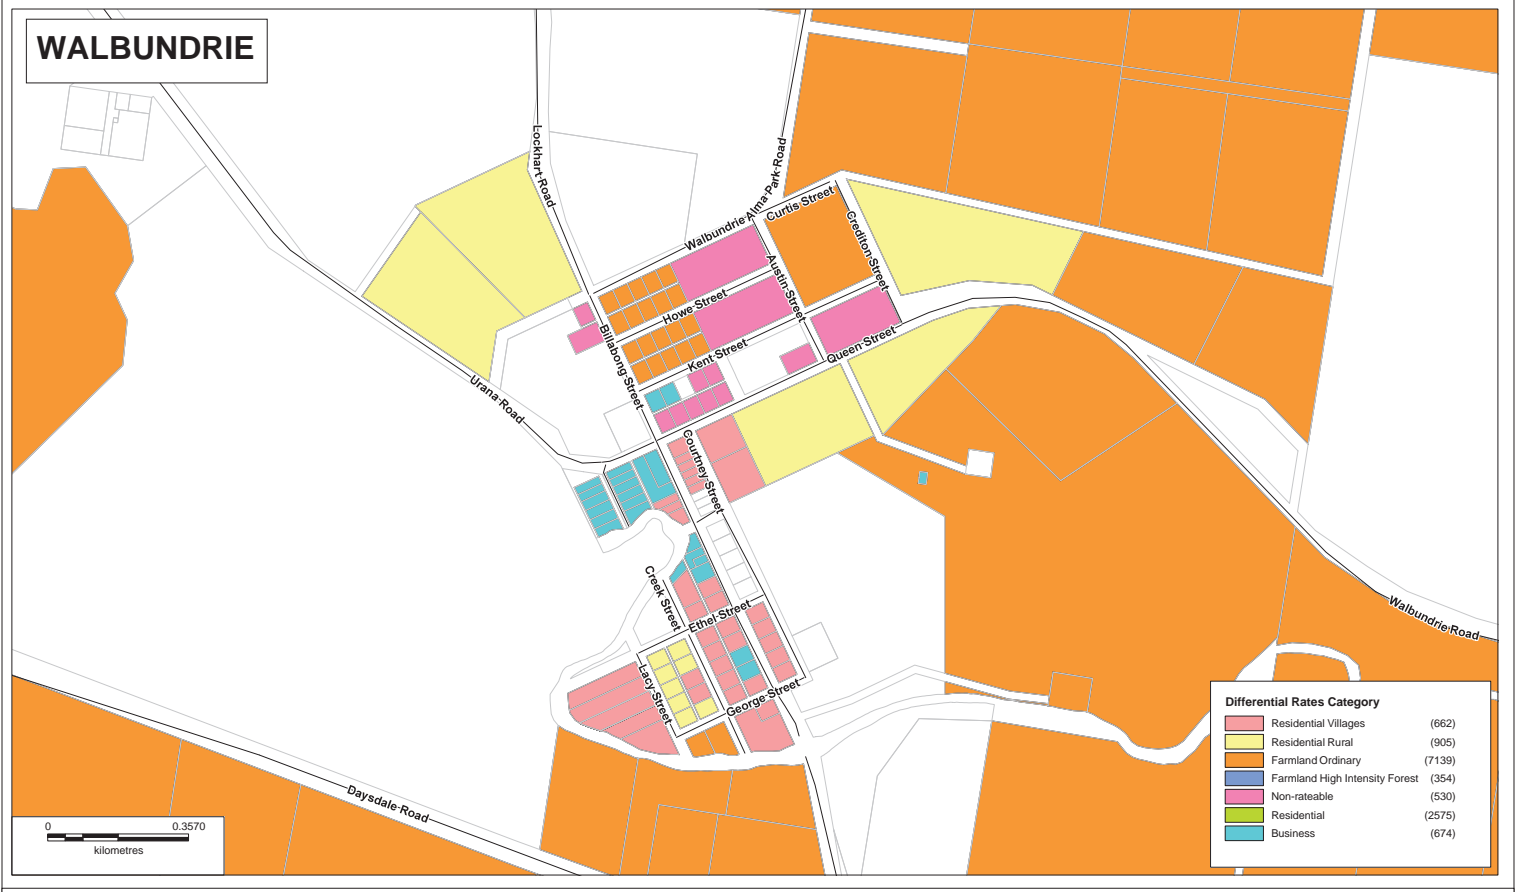 WALBUNDRIE
Lockhart Road
Walbundrie Alma Park Road
Curtis Street
Crediton Street
Austin Street
Howe Street
Kent Street
Queen Street
Billabong Street
Urana Road
Courtney Street
Creek Street
Ethel Street
Lacy Street
George Street
Walbundrie Road
Daysdale Road
0 0.3570
kilometres
Differential Rates Category
Residential Villages (662)
Residential Rural (905)
Farmland Ordinary (7139)
Farmland High Intensity Forest (354)
Non-rateable (530)
Residential (2575)
Business (674)